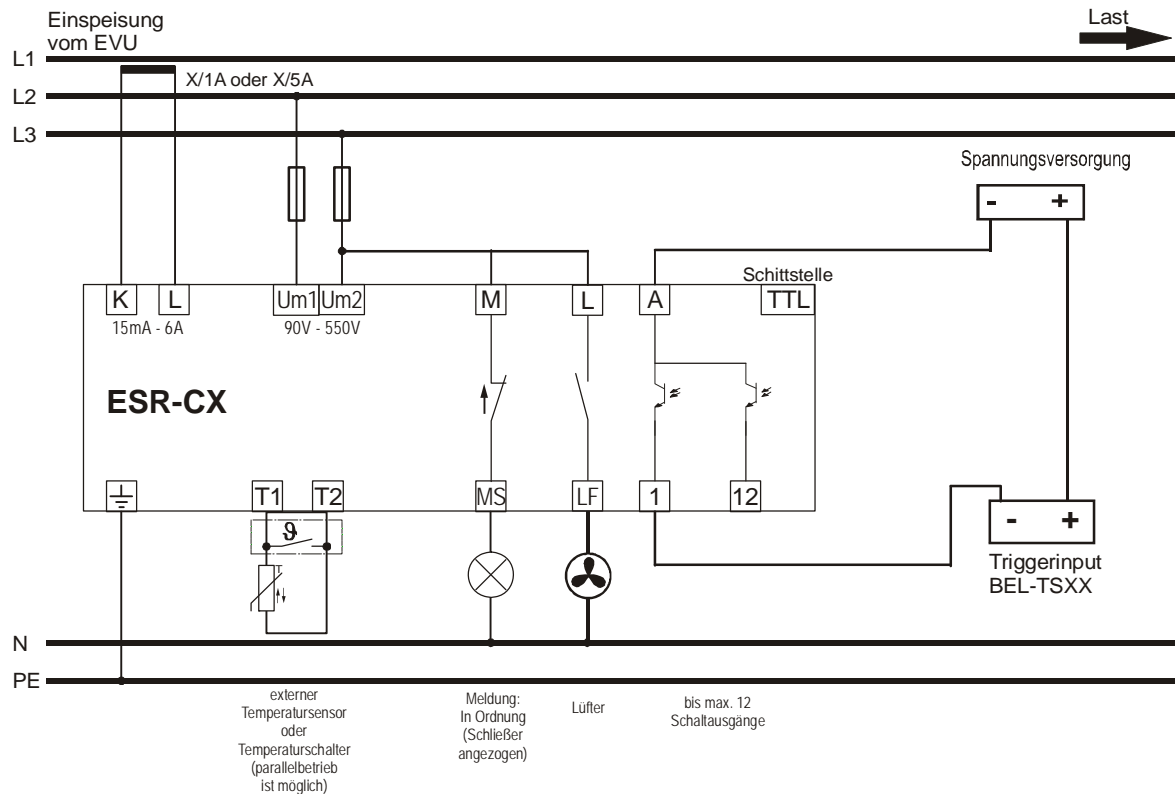 Einspeisung
vom EVU
Last
L1
X/1A oder X/5A
L2
L3
Spannungsversorgung
- +
Schittstelle
K L Um1 Um2 M L A TTL
15mA - 6A 90V - 550V
ESR-CX
T1 T2 MS LF 1 12
ϑ
- +
T
Triggerinput
BEL-TSXX
N
PE
externer
Temperatursensor
oder
Temperaturschalter
(parallelbetrieb
ist möglich)
Meldung:
In Ordnung
(Schließer
angezogen)
Lüfter
bis max. 12
Schaltausgänge